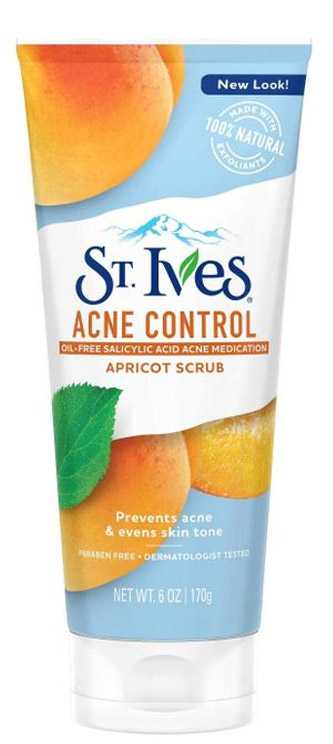 New Look!
MADE WITH
100% NATURAL
EXFOLIANTS
ST. Ives®
ACNE CONTROL
OIL-FREE SALICYLIC ACID ACNE MEDICATION
APRICOT SCRUB
Prevents acne
& evens skin tone
PARABEN FREE • DERMATOLOGIST TESTED
NET WT. 6 OZ | 170g